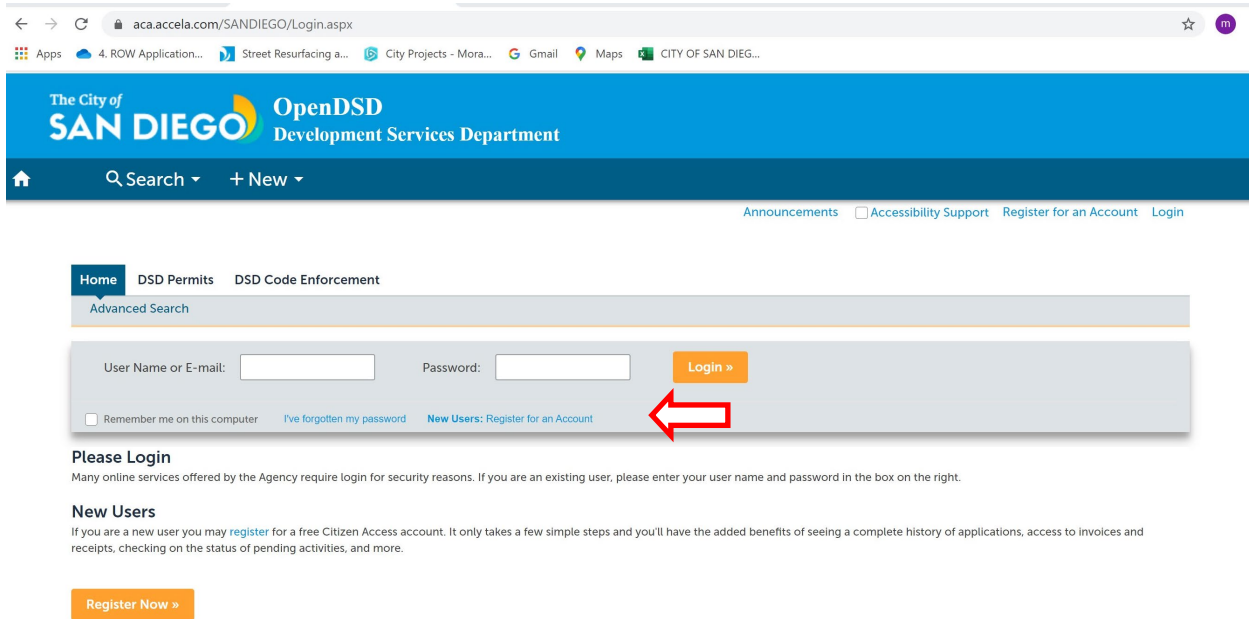 aca.accela.com/SANDIEGO/Login.aspx
m
Apps 4. ROW Application... Street Resurfacing a... City Projects - Mora... Gmail Maps CITY OF SAN DIEG...
The City of
SAN DIEGO
OpenDSD
Development Services Department
Search + New
Announcements Accessibility Support Register for an Account Login
Home DSD Permits DSD Code Enforcement
Advanced Search
User Name or E-mail: Password: Login »
Remember me on this computer I've forgotten my password New Users: Register for an Account
Please Login
Many online services offered by the Agency require login for security reasons. If you are an existing user, please enter your user name and password in the box on the right.
New Users
If you are a new user you may register for a free Citizen Access account. It only takes a few simple steps and you'll have the added benefits of seeing a complete history of applications, access to invoices and
receipts, checking on the status of pending activities, and more.
Register Now »